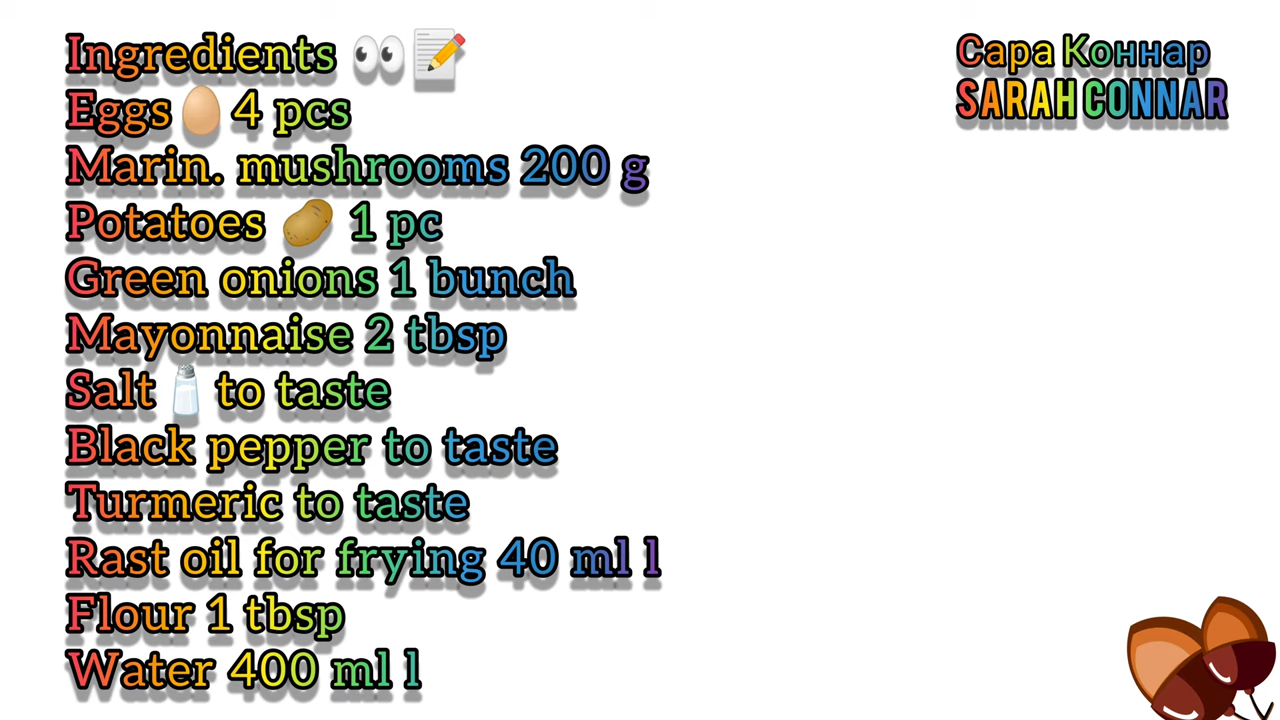 Ingredients 👀📝
Eggs 🥚 4 pcs
Marin. mushrooms 200 g
Potatoes 🥔 1 pc
Green onions 1 bunch
Mayonnaise 2 tbsp
Salt 🧂 to taste
Black pepper to taste
Turmeric to taste
Rast oil for frying 40 ml l
Flour 1 tbsp
Water 400 ml l
Сара Коннар
SARAH CONNAR